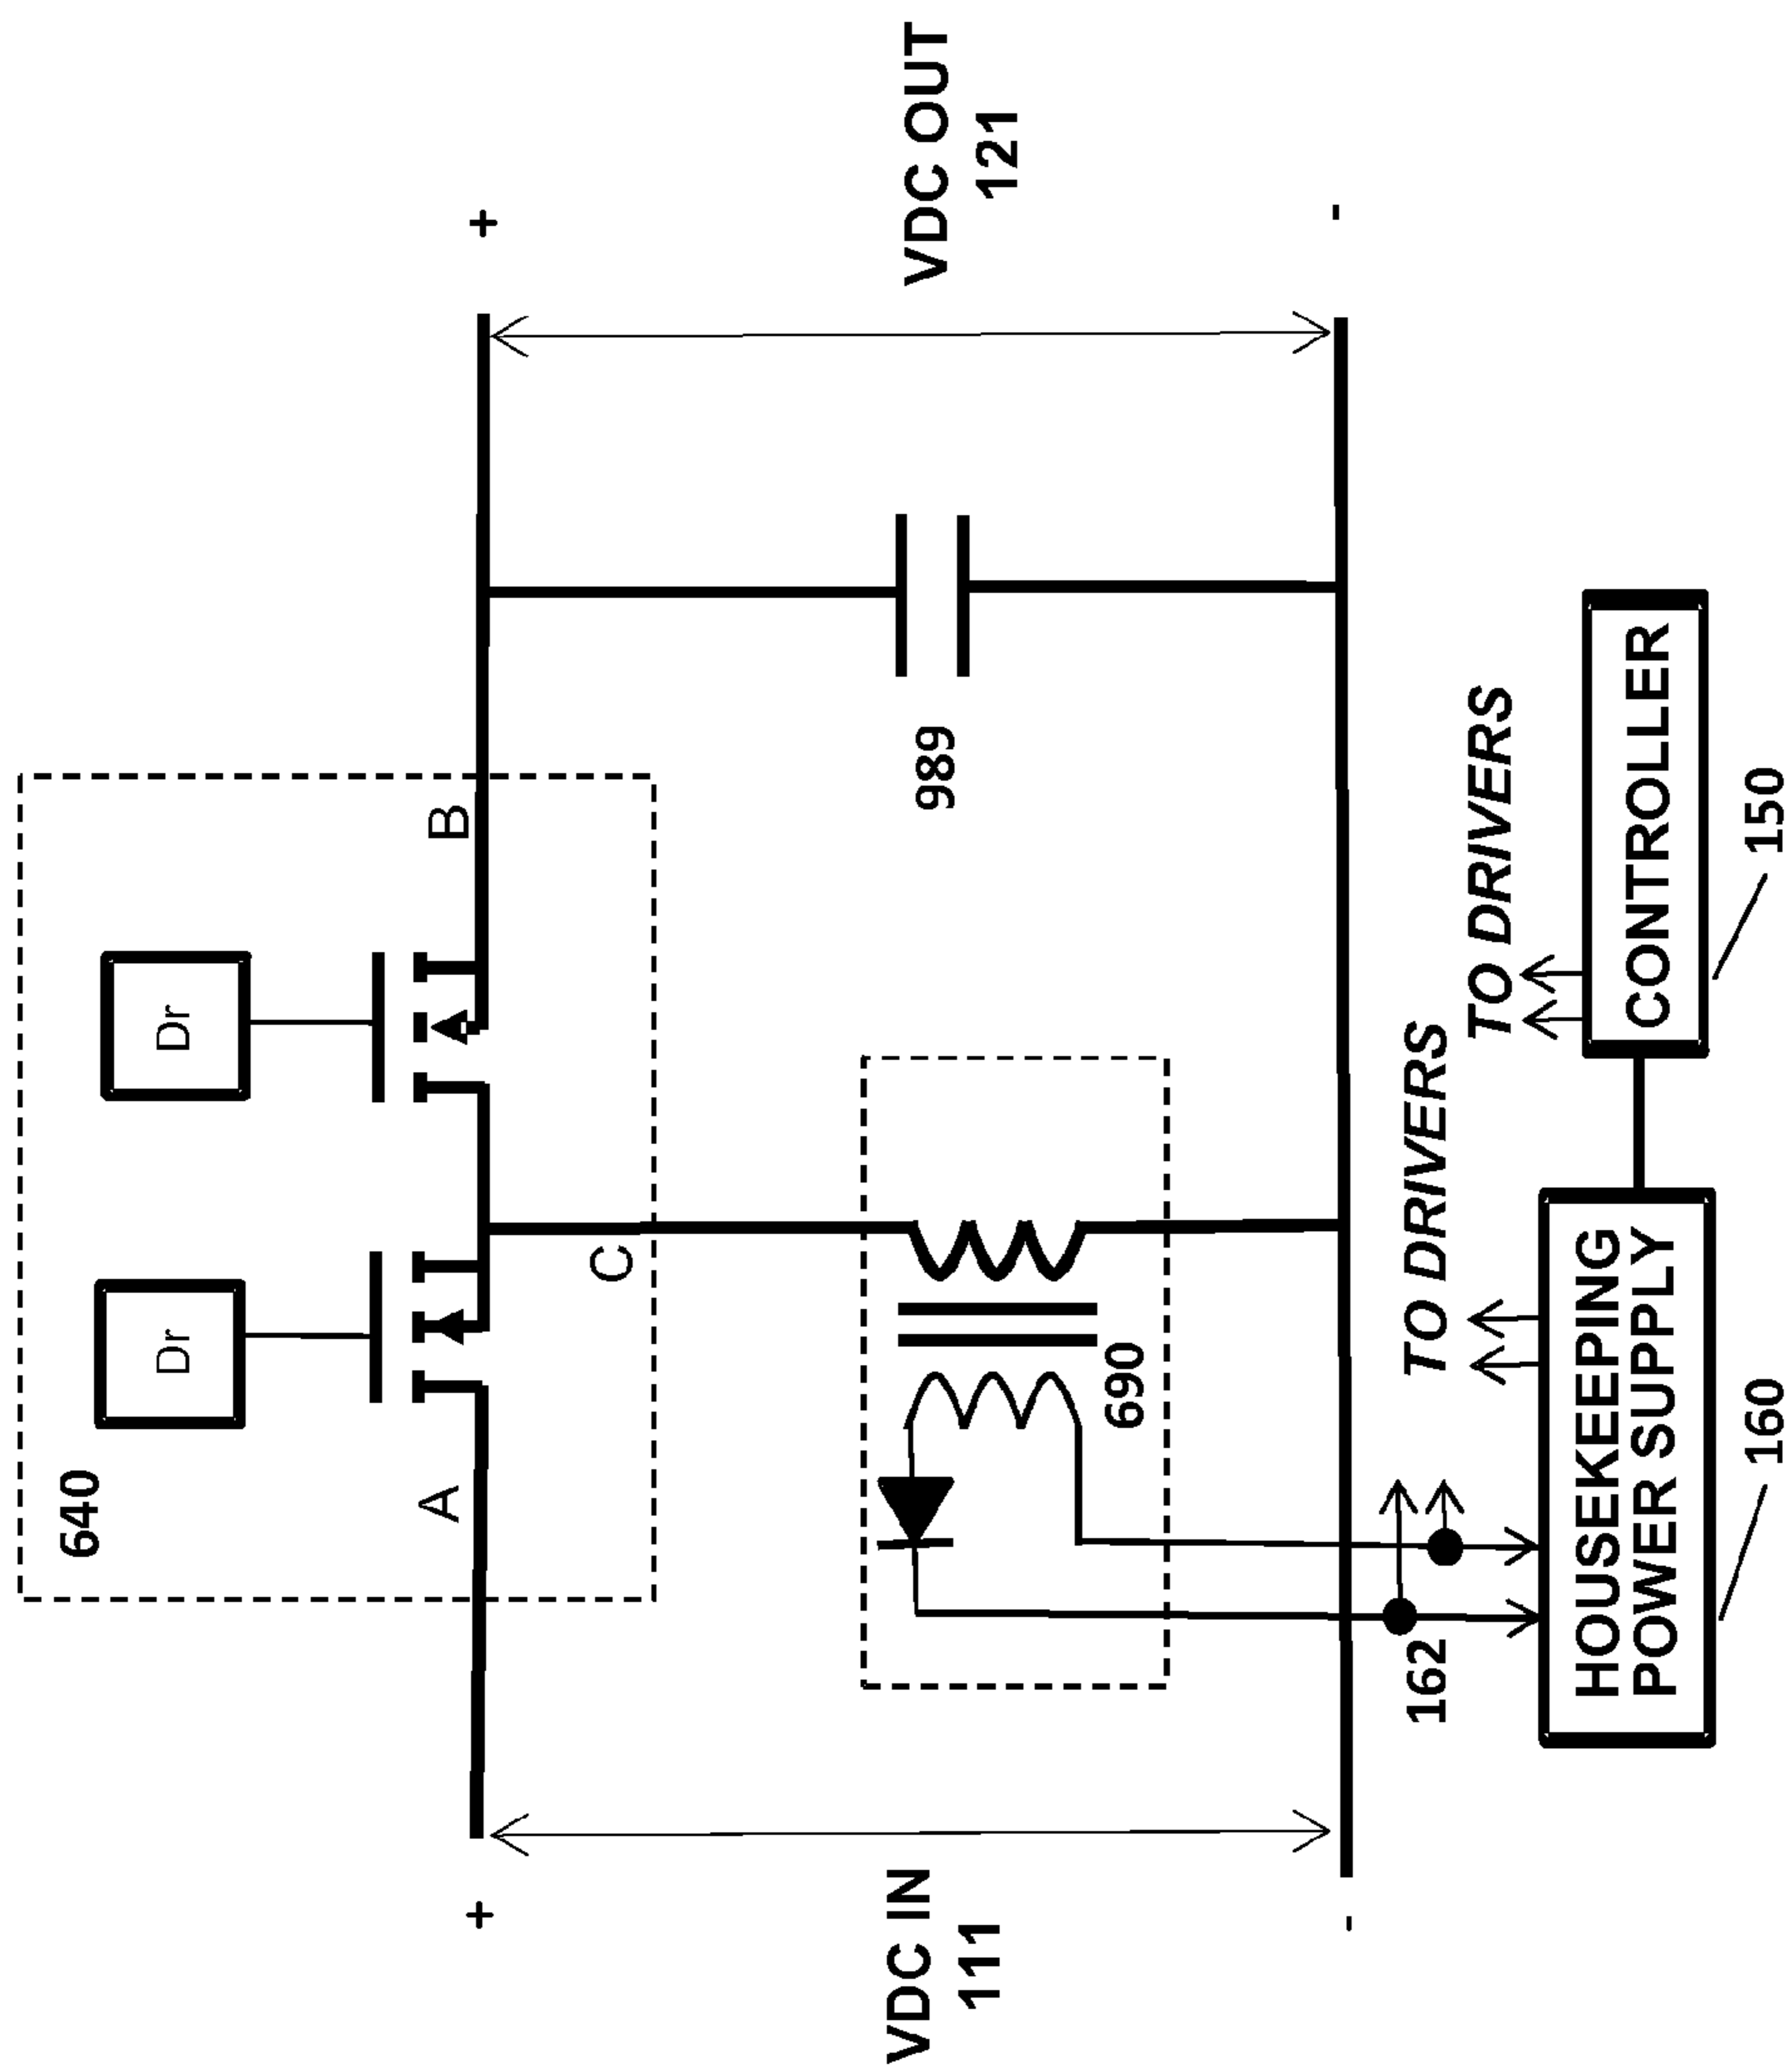 640
Dr
Dr
A
B
C
+
VDC IN
111
-
+
VDC OUT
121
-
690
989
162
TO DRIVERS
TO DRIVERS
HOUSEKEEPING
POWER SUPPLY
CONTROLLER
160
150